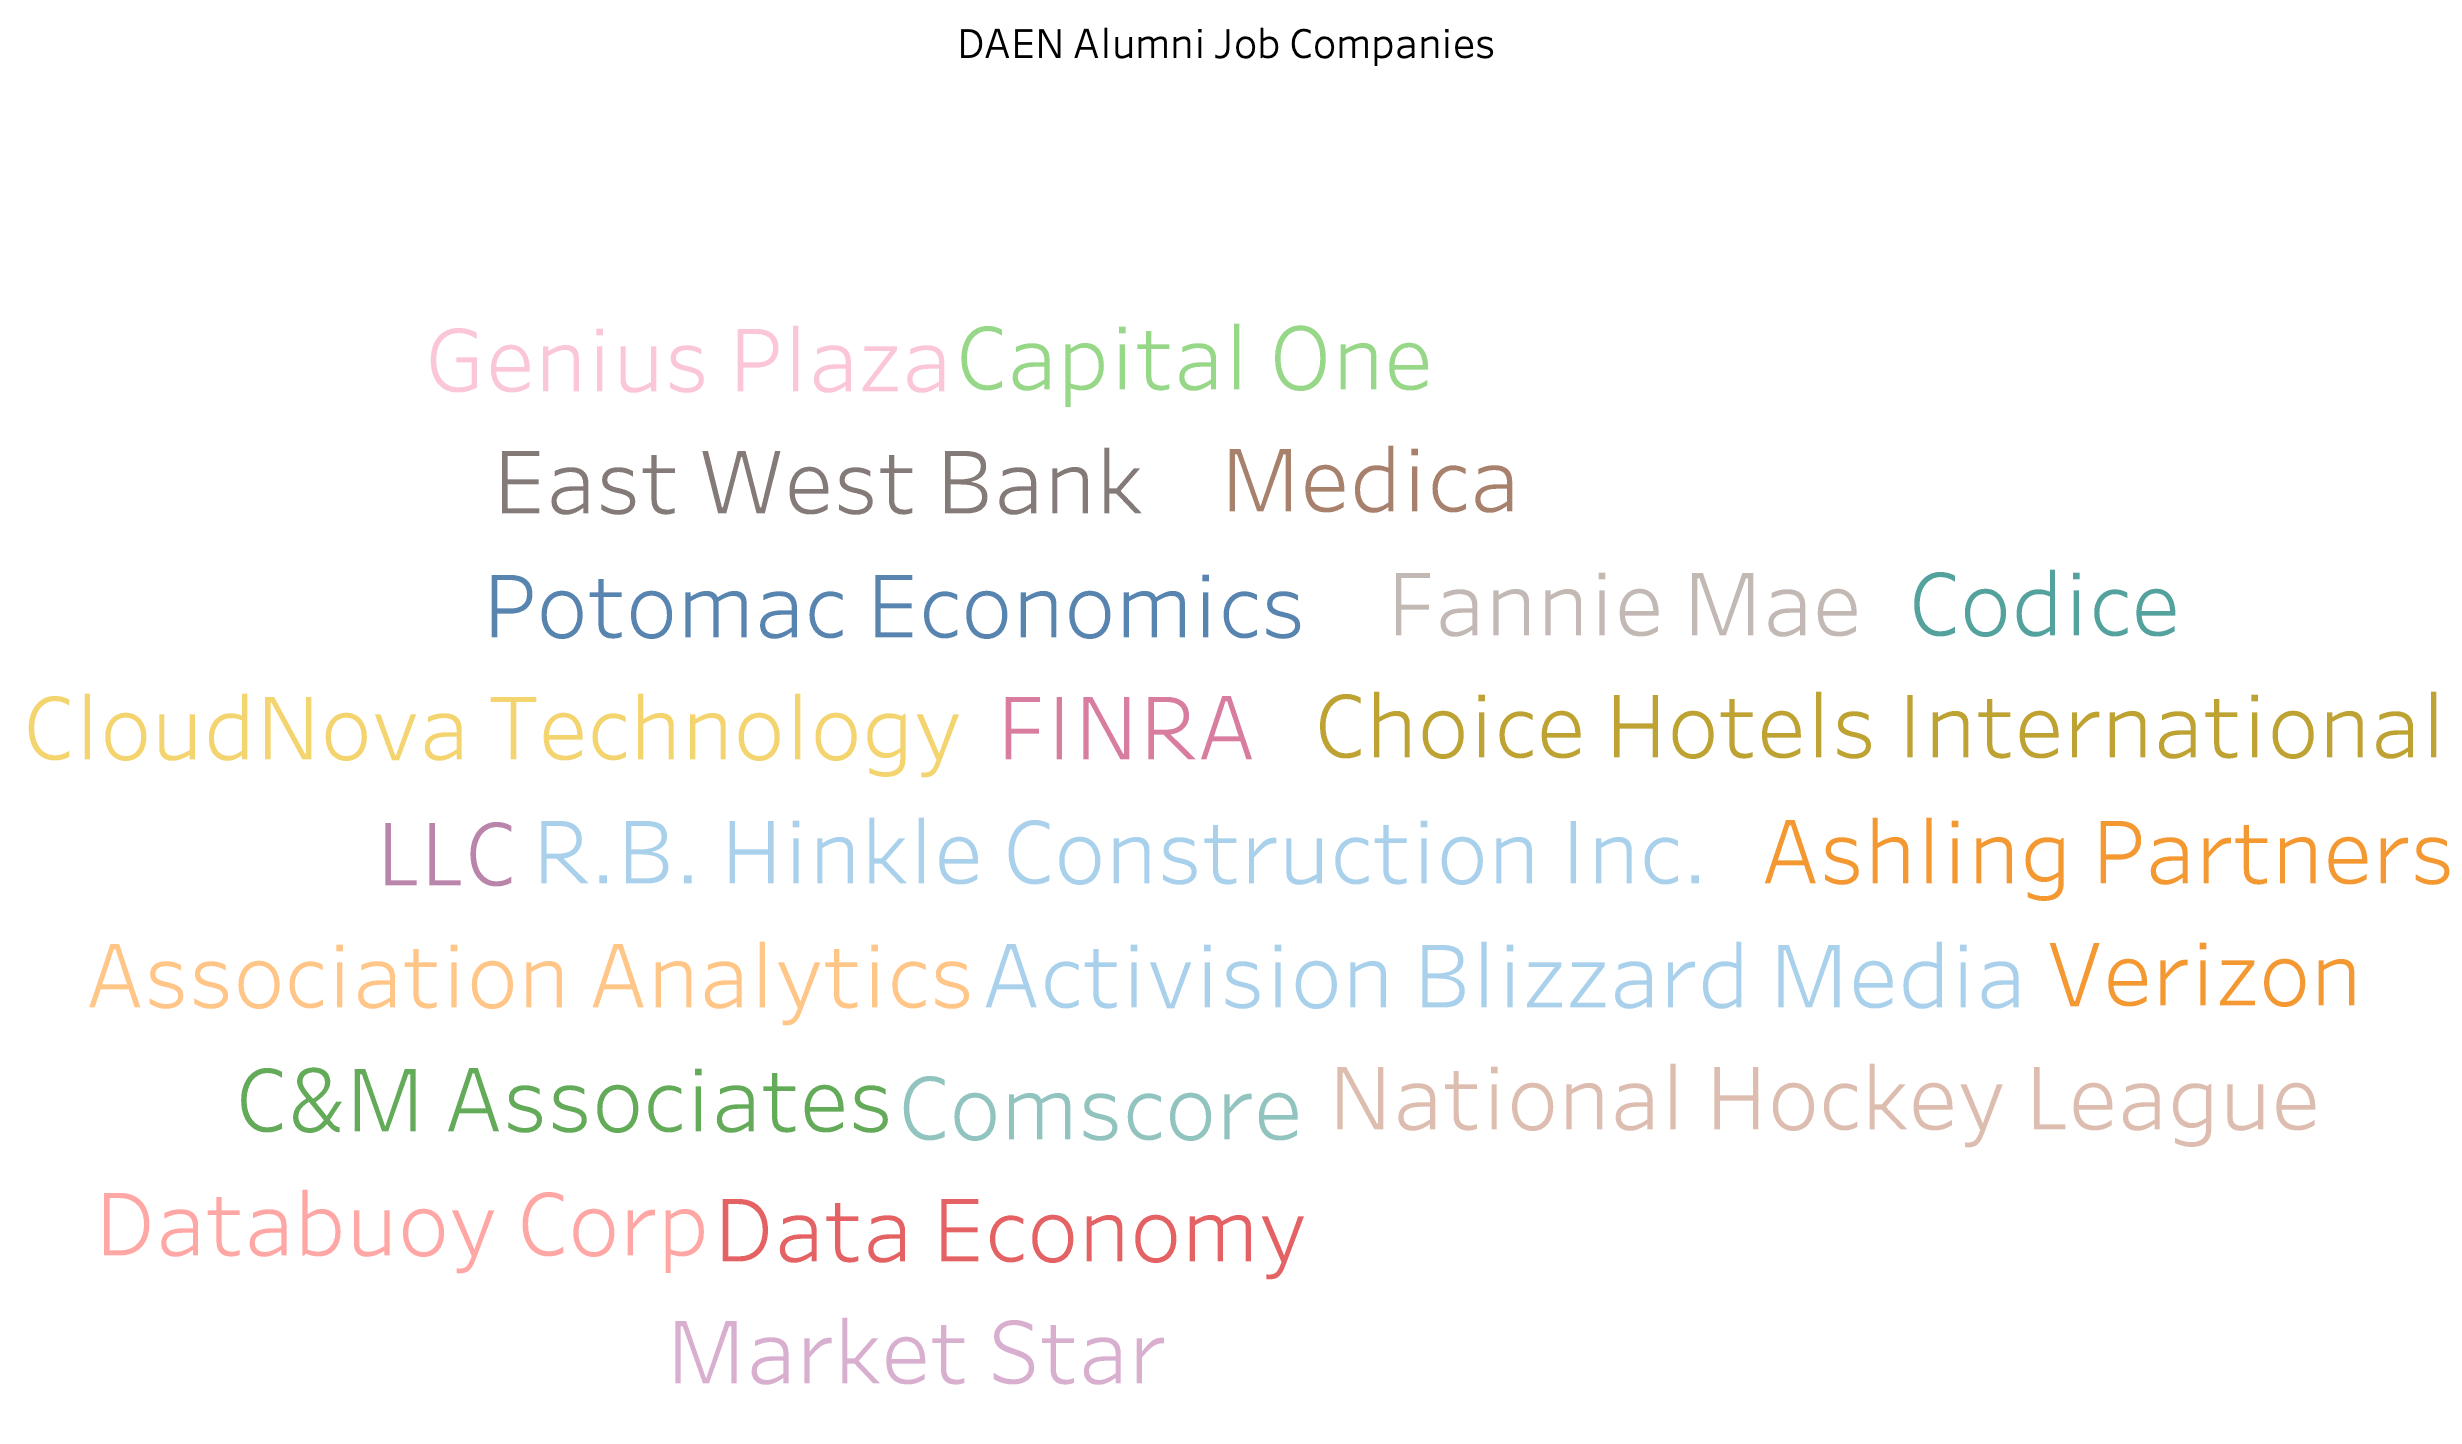 DAEN Alumni Job Companies
Genius Plaza Capital One
East West Bank Medica
Potomac Economics Fannie Mae Codice
CloudNova Technology FINRA Choice Hotels International
LLC R.B. Hinkle Construction Inc. Ashling Partners
Association Analytics Activision Blizzard Media Verizon
C&M Associates Comscore National Hockey League
Databuoy Corp Data Economy
Market Star